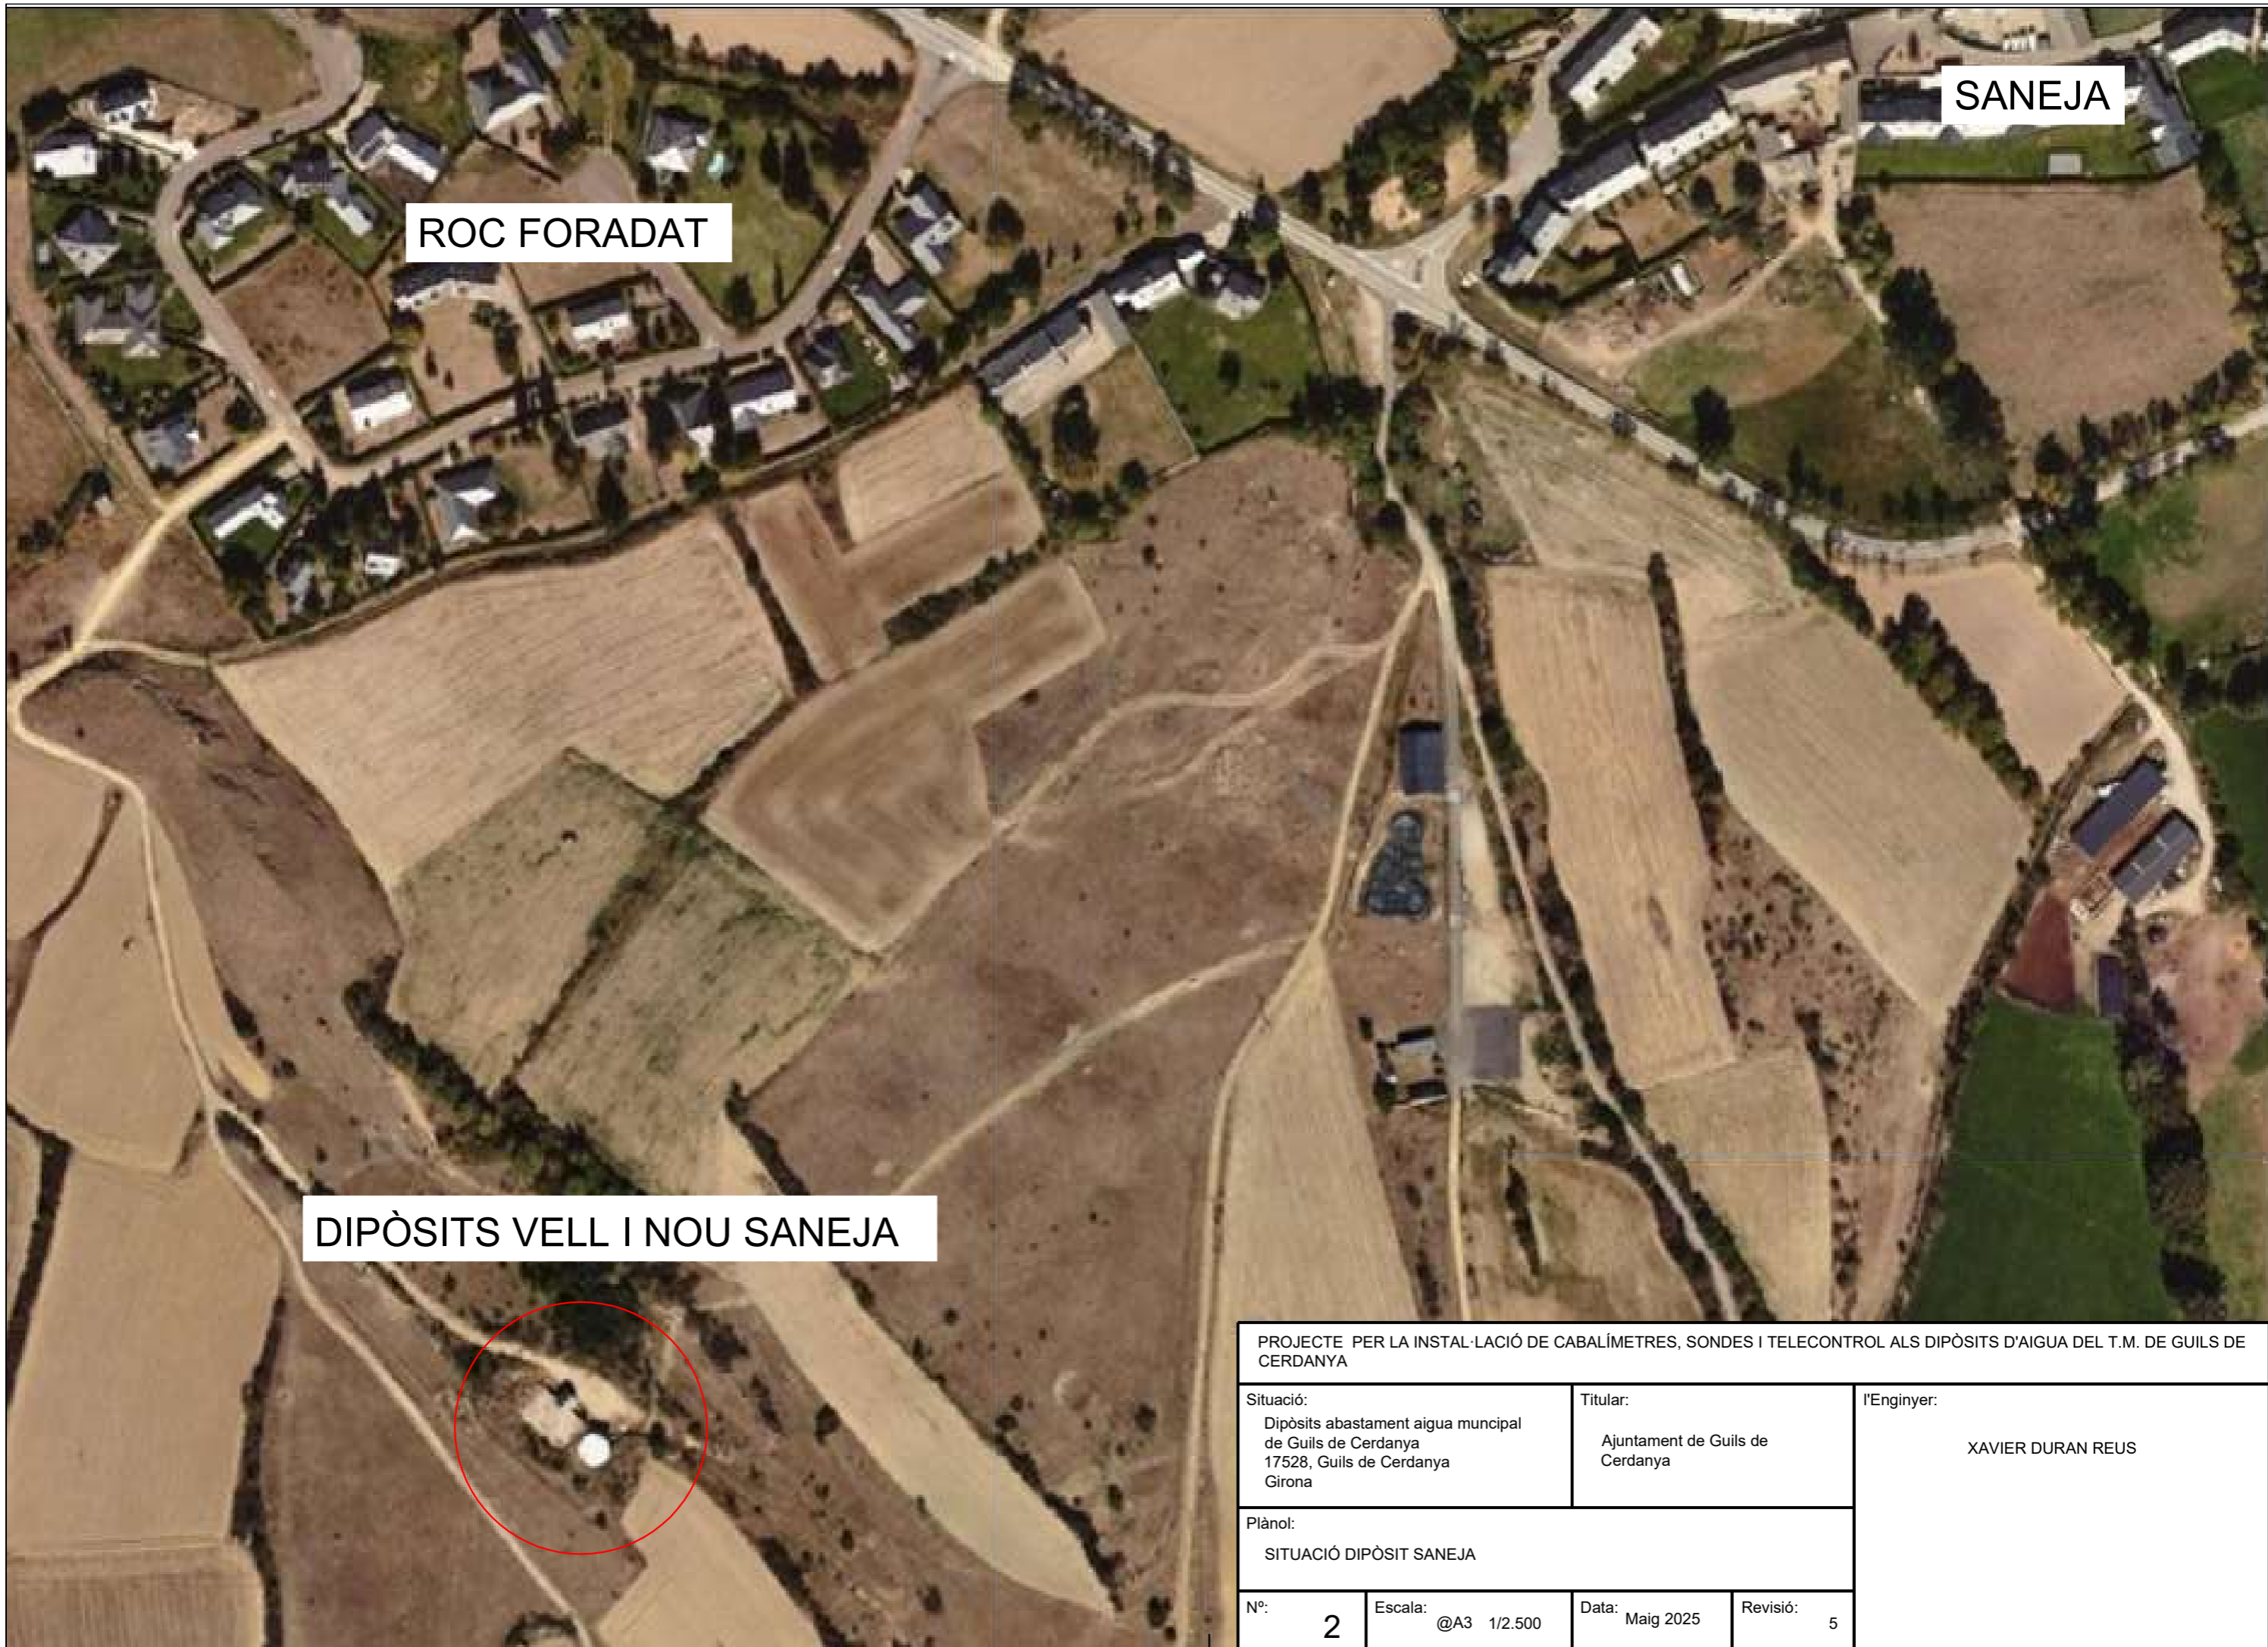 SANEJA
ROC FORADAT
DIPÒSITS VELL I NOU SANEJA
PROJECTE PER LA INSTAL·LACIÓ DE CABALÍMETRES, SONDES I TELECONTROL ALS DIPÒSITS D'AIGUA DEL T.M. DE GUILS DE
CERDANYA
Situació:
Dipòsits abastament aigua muncipal
de Guils de Cerdanya
17528, Guils de Cerdanya
Girona
Titular:
Ajuntament de Guils de
Cerdanya
l'Enginyer:
XAVIER DURAN REUS
Plànol:
SITUACIÓ DIPÒSIT SANEJA
Nº:
2
Escala:
@A3 1/2.500
Data:
Maig 2025
Revisió:
5